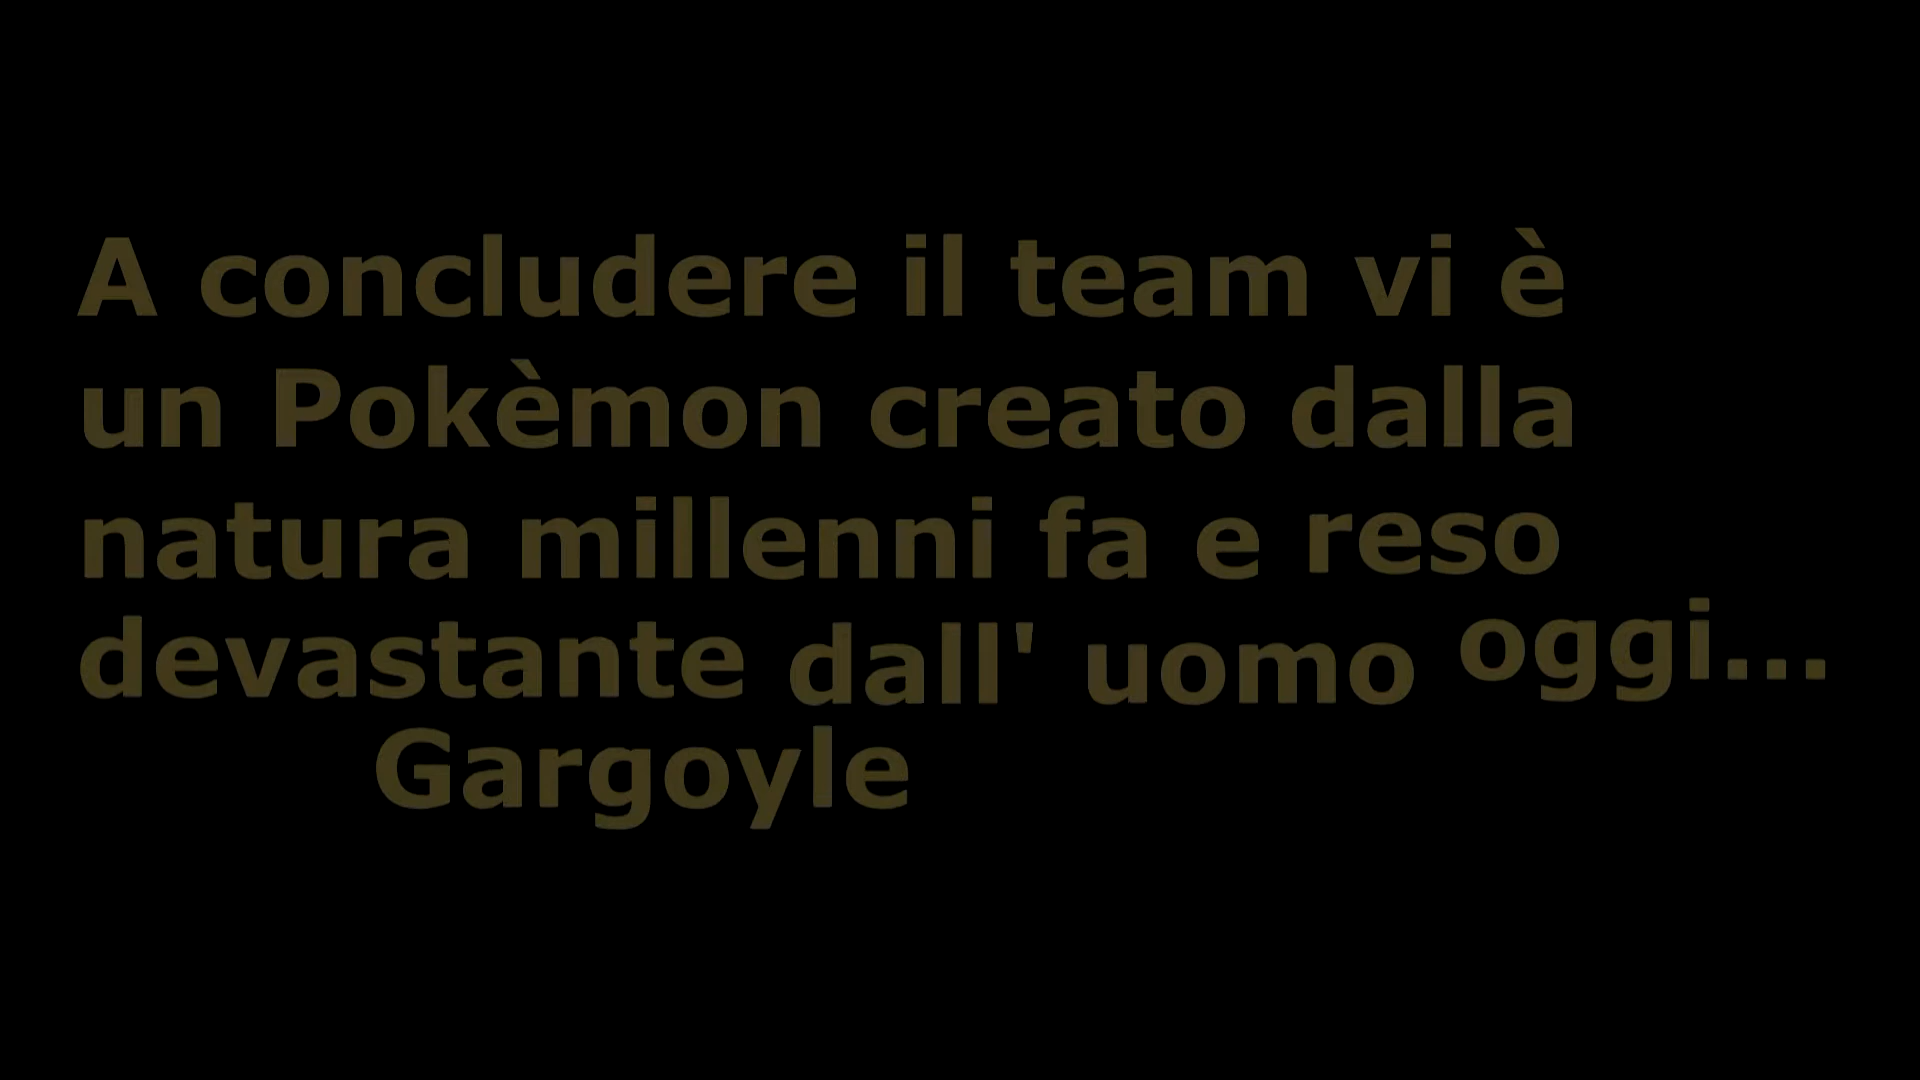 A concludere il team vi è
un Pokèmon creato dalla
natura millenni fa e reso
devastante dall' uomo oggi...
Gargoyle